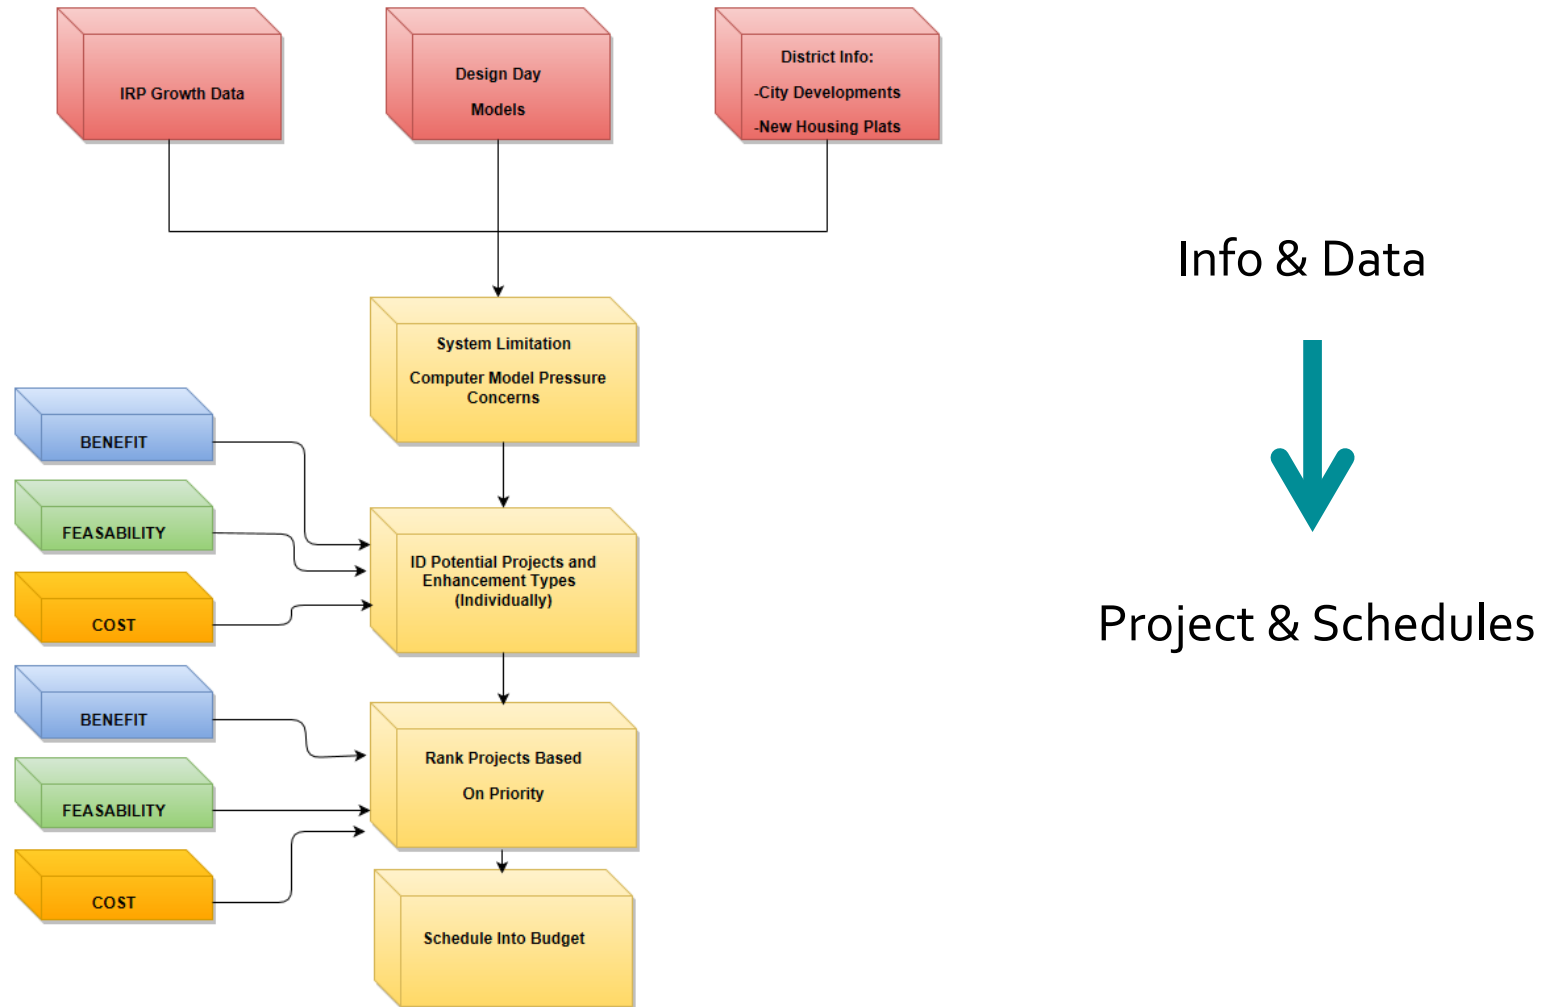 IRP Growth Data
Design Day
Models
District Info:
-City Developments
-New Housing Plats
System Limitation
Computer Model Pressure
Concerns
BENEFIT
FEASABILITY
COST
ID Potential Projects and
Enhancement Types
(Individually)
BENEFIT
FEASABILITY
COST
Rank Projects Based
On Priority
Schedule Into Budget
Info & Data
Project & Schedules